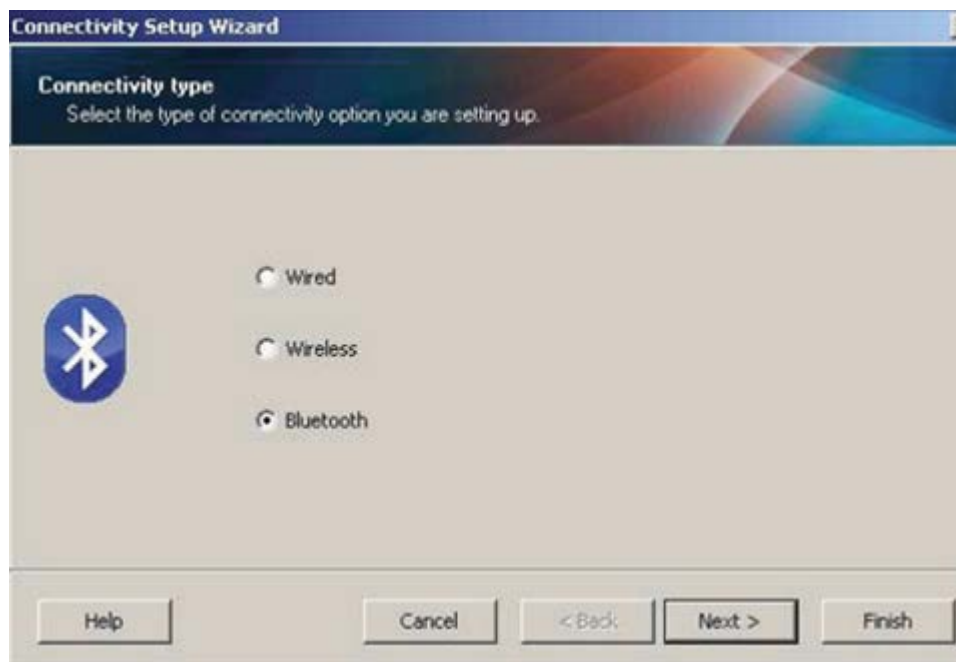 Connectivity Setup Wizard
Connectivity type
Select the type of connectivity option you are setting up.
Wired
Wireless
Bluetooth
Help
Cancel
< Back
Next >
Finish